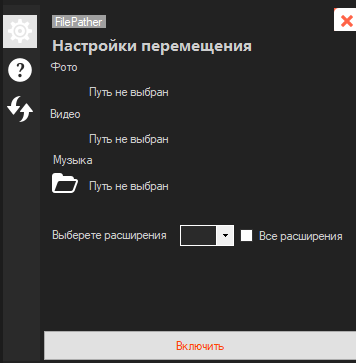 FilePather
Настройки перемещения
Фото
Путь не выбран
Видео
Путь не выбран
Музыка
Путь не выбран
Выберете расширения
Все расширения
Включить